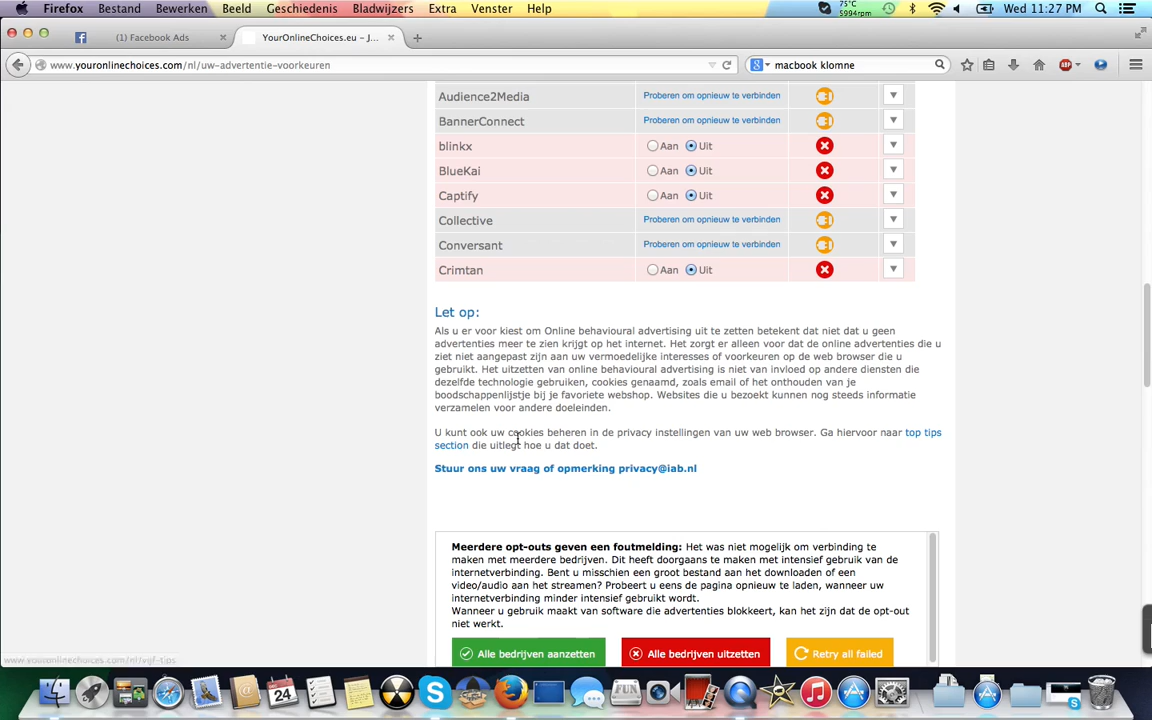 Firefox Bestand Bewerken Beeld Geschiedenis Bladwijzers Extra Venster Help 75°C 5994rpm Wed 11:27 PM
(1) Facebook Ads × YourOnlineChoices.eu – J... × +
www.youronlinechoices.com/nl/uw-advertentie-voorkeuren macbook klomne
Audience2Media Proberen om opnieuw te verbinden
BannerConnect Proberen om opnieuw te verbinden
blinkx Aan Uit
BlueKai Aan Uit
Captify Aan Uit
Collective Proberen om opnieuw te verbinden
Conversant Proberen om opnieuw te verbinden
Crimtan Aan Uit
Let op:
Als u er voor kiest om Online behavioural advertising uit te zetten betekent dat niet dat u geen
advertenties meer te zien krijgt op het internet. Het zorgt er alleen voor dat de online advertenties die u
ziet niet aangepast zijn aan uw vermoedelijke interesses of voorkeuren op de web browser die u
gebruikt. Het uitzetten van online behavioural advertising is niet van invloed op andere diensten die
dezelfde technologie gebruiken, cookies genaamd, zoals email of het onthouden van je
boodschappenlijstje bij je favoriete webshop. Websites die u bezoekt kunnen nog steeds informatie
verzamelen voor andere doeleinden.
U kunt ook uw cookies beheren in de privacy instellingen van uw web browser. Ga hiervoor naar top tips
section die uitlegt hoe u dat doet.
Stuur ons uw vraag of opmerking privacy@iab.nl
Meerdere opt-outs geven een foutmelding: Het was niet mogelijk om verbinding te
maken met meerdere bedrijven. Dit heeft doorgaans te maken met intensief gebruik van de
internetverbinding. Bent u misschien een groot bestand aan het downloaden of een
video/audio aan het streamen? Probeert u eens de pagina opnieuw te laden, wanneer uw
internetverbinding minder intensief gebruikt wordt.
Wanneer u gebruik maakt van software die advertenties blokkeert, kan het zijn dat de opt-out
niet werkt.
Alle bedrijven aanzetten Alle bedrijven uitzetten Retry all failed
www.youronlinechoices.com/nl/vgf-tips
24 FUN